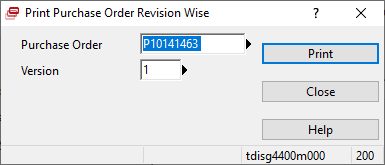 Print Purchase Order Revision Wise
Purchase Order P10141463 Print
Version 1
Close
Help
tdisg4400m000 200